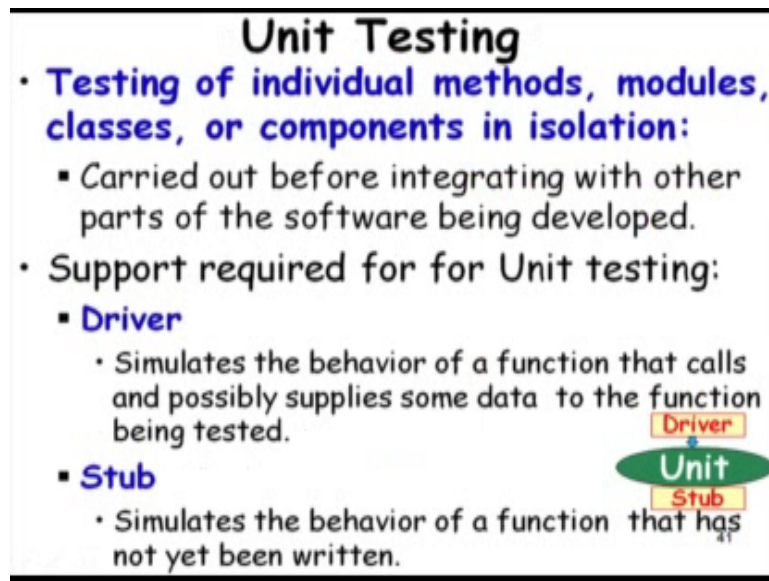 Unit Testing
• Testing of individual methods, modules,
classes, or components in isolation:
▪ Carried out before integrating with other
parts of the software being developed.
• Support required for for Unit testing:
▪ Driver
• Simulates the behavior of a function that calls
and possibly supplies some data to the function
being tested.
Driver
Unit
Stub
▪ Stub
• Simulates the behavior of a function that has
not yet been written.
41